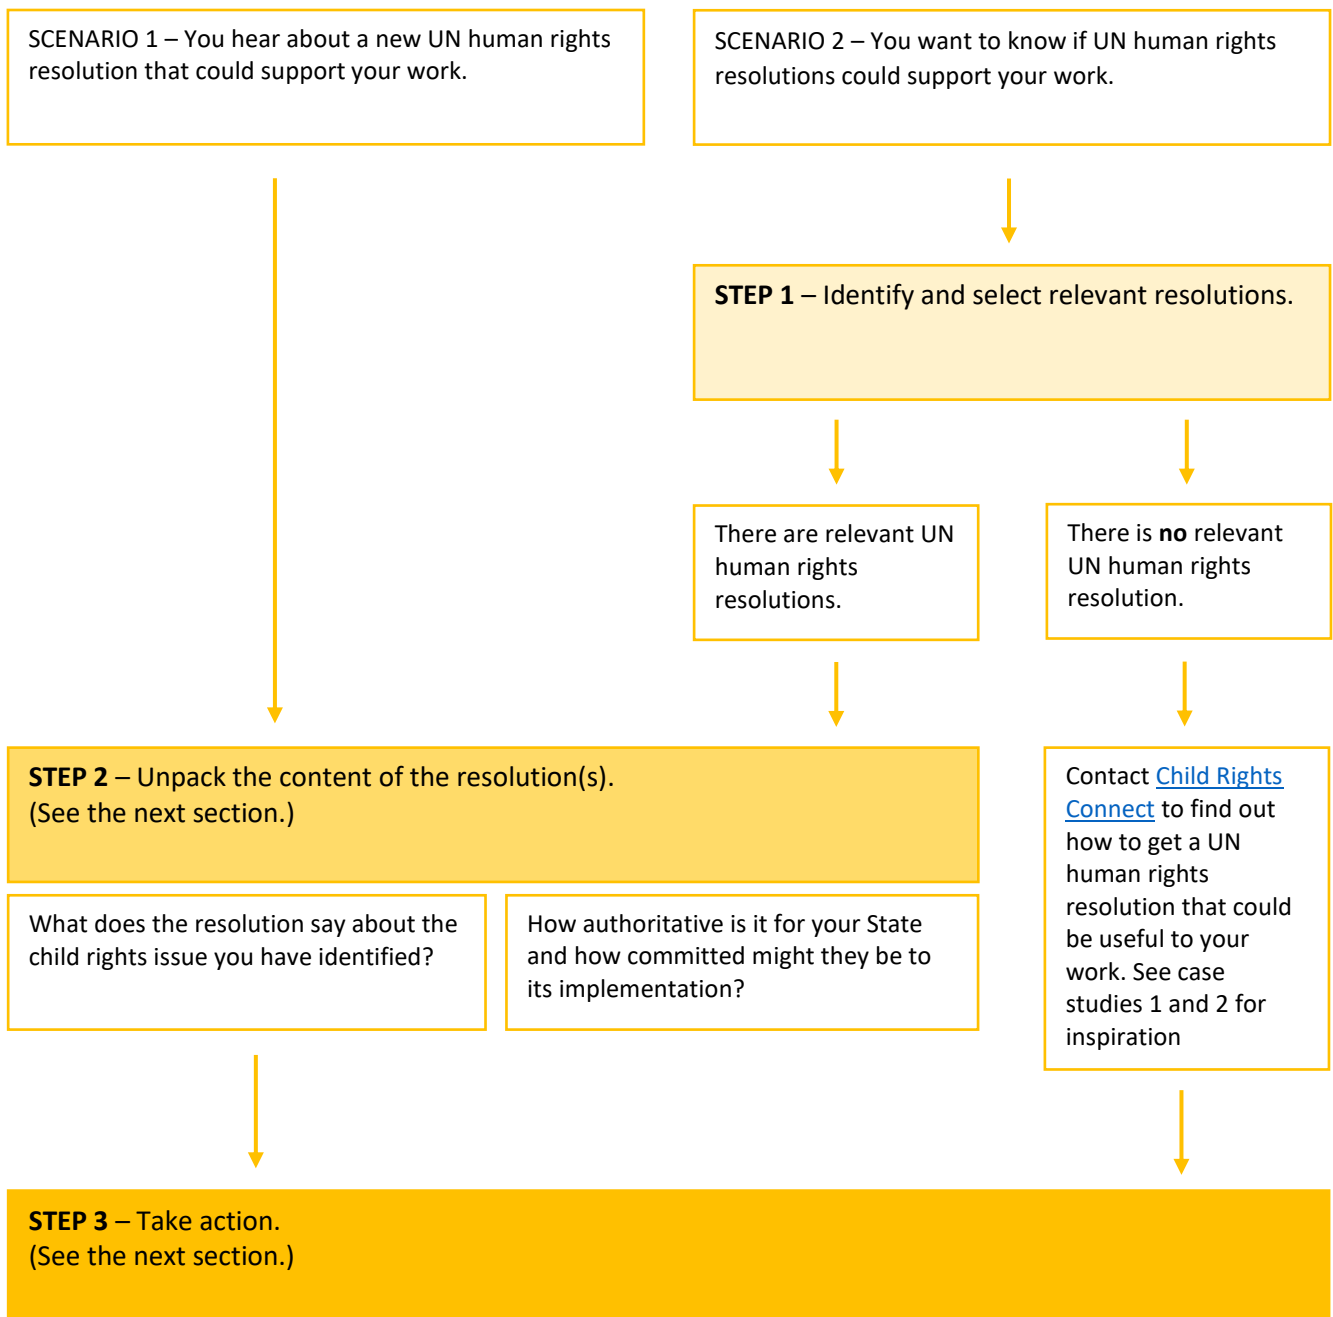 SCENARIO 1 – You hear about a new UN human rights
resolution that could support your work.
SCENARIO 2 – You want to know if UN human rights
resolutions could support your work.
STEP 1 – Identify and select relevant resolutions.
There are relevant UN
human rights
resolutions.
There is no relevant
UN human rights
resolution.
STEP 2 – Unpack the content of the resolution(s).
(See the next section.)
What does the resolution say about the
child rights issue you have identified?
How authoritative is it for your State
and how committed might they be to
its implementation?
Contact Child Rights
Connect to find out
how to get a UN
human rights
resolution that could
be useful to your
work. See case
studies 1 and 2 for
inspiration
STEP 3 – Take action.
(See the next section.)